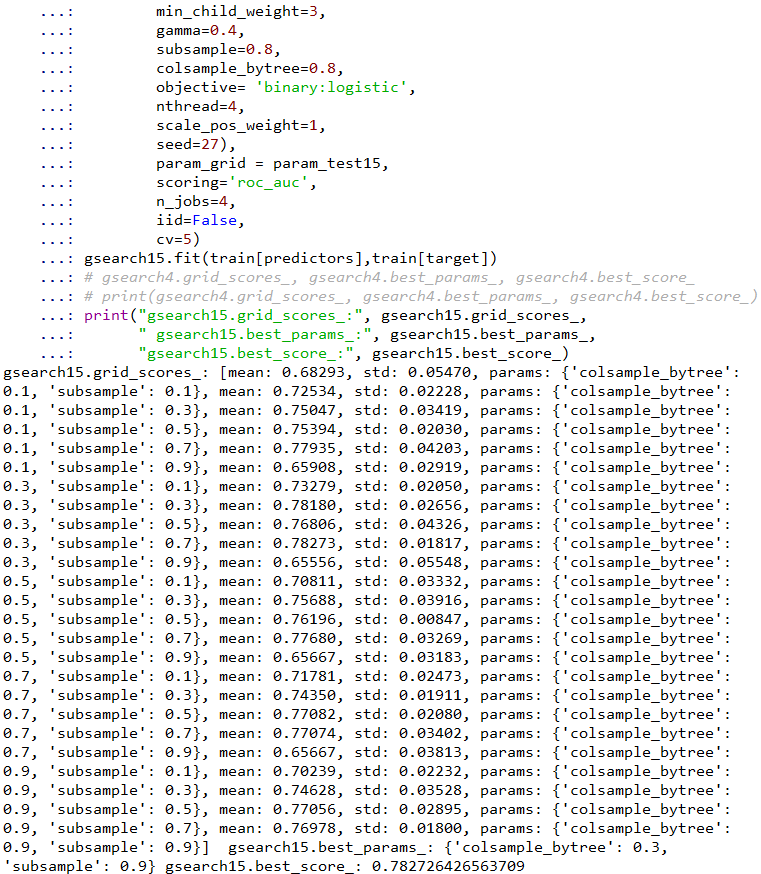 ...: min_child_weight=3,
...: gamma=0.4,
...: subsample=0.8,
...: colsample_bytree=0.8,
...: objective= 'binary:logistic',
...: nthread=4,
...: scale_pos_weight=1,
...: seed=27),
...: param_grid = param_test15,
...: scoring='roc_auc',
...: n_jobs=4,
...: iid=False,
...: cv=5)
...: gsearch15.fit(train[predictors],train[target])
...: # gsearch4.grid_scores_, gsearch4.best_params_, gsearch4.best_score_
...: # print(gsearch4.grid_scores_, gsearch4.best_params_, gsearch4.best_score_)
...: print("gsearch15.grid_scores_:", gsearch15.grid_scores_,
...: " gsearch15.best_params_:", gsearch15.best_params_,
...: "gsearch15.best_score_:", gsearch15.best_score_)
gsearch15.grid_scores_: [mean: 0.68293, std: 0.05470, params: {'colsample_bytree':
0.1, 'subsample': 0.1}, mean: 0.72534, std: 0.02228, params: {'colsample_bytree':
0.1, 'subsample': 0.3}, mean: 0.75047, std: 0.03419, params: {'colsample_bytree':
0.1, 'subsample': 0.5}, mean: 0.75394, std: 0.02030, params: {'colsample_bytree':
0.1, 'subsample': 0.7}, mean: 0.77935, std: 0.04203, params: {'colsample_bytree':
0.1, 'subsample': 0.9}, mean: 0.65908, std: 0.02919, params: {'colsample_bytree':
0.3, 'subsample': 0.1}, mean: 0.73279, std: 0.02050, params: {'colsample_bytree':
0.3, 'subsample': 0.3}, mean: 0.78180, std: 0.02656, params: {'colsample_bytree':
0.3, 'subsample': 0.5}, mean: 0.76806, std: 0.04326, params: {'colsample_bytree':
0.3, 'subsample': 0.7}, mean: 0.78273, std: 0.01817, params: {'colsample_bytree':
0.3, 'subsample': 0.9}, mean: 0.65556, std: 0.05548, params: {'colsample_bytree':
0.5, 'subsample': 0.1}, mean: 0.70811, std: 0.03332, params: {'colsample_bytree':
0.5, 'subsample': 0.3}, mean: 0.75688, std: 0.03916, params: {'colsample_bytree':
0.5, 'subsample': 0.5}, mean: 0.76196, std: 0.00847, params: {'colsample_bytree':
0.5, 'subsample': 0.7}, mean: 0.77680, std: 0.03269, params: {'colsample_bytree':
0.5, 'subsample': 0.9}, mean: 0.65667, std: 0.03183, params: {'colsample_bytree':
0.7, 'subsample': 0.1}, mean: 0.71781, std: 0.02473, params: {'colsample_bytree':
0.7, 'subsample': 0.3}, mean: 0.74350, std: 0.01911, params: {'colsample_bytree':
0.7, 'subsample': 0.5}, mean: 0.77082, std: 0.02080, params: {'colsample_bytree':
0.7, 'subsample': 0.7}, mean: 0.77074, std: 0.03402, params: {'colsample_bytree':
0.7, 'subsample': 0.9}, mean: 0.65667, std: 0.03813, params: {'colsample_bytree':
0.9, 'subsample': 0.1}, mean: 0.70239, std: 0.02232, params: {'colsample_bytree':
0.9, 'subsample': 0.3}, mean: 0.74628, std: 0.03528, params: {'colsample_bytree':
0.9, 'subsample': 0.5}, mean: 0.77056, std: 0.02895, params: {'colsample_bytree':
0.9, 'subsample': 0.7}, mean: 0.76978, std: 0.01800, params: {'colsample_bytree':
0.9, 'subsample': 0.9}]  gsearch15.best_params_: {'colsample_bytree': 0.3,
'subsample': 0.9} gsearch15.best_score_: 0.782726426563709